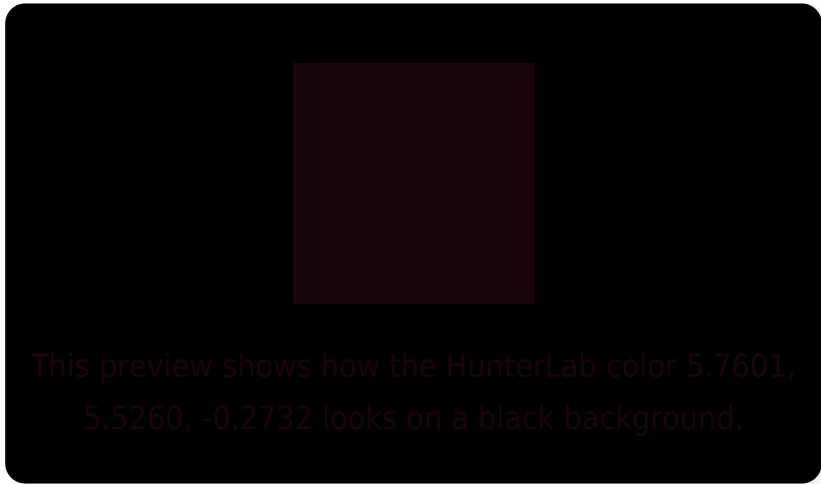 This preview shows how the HunterLab color 5.7601,
5.5260, -0.2732 looks on a black background.